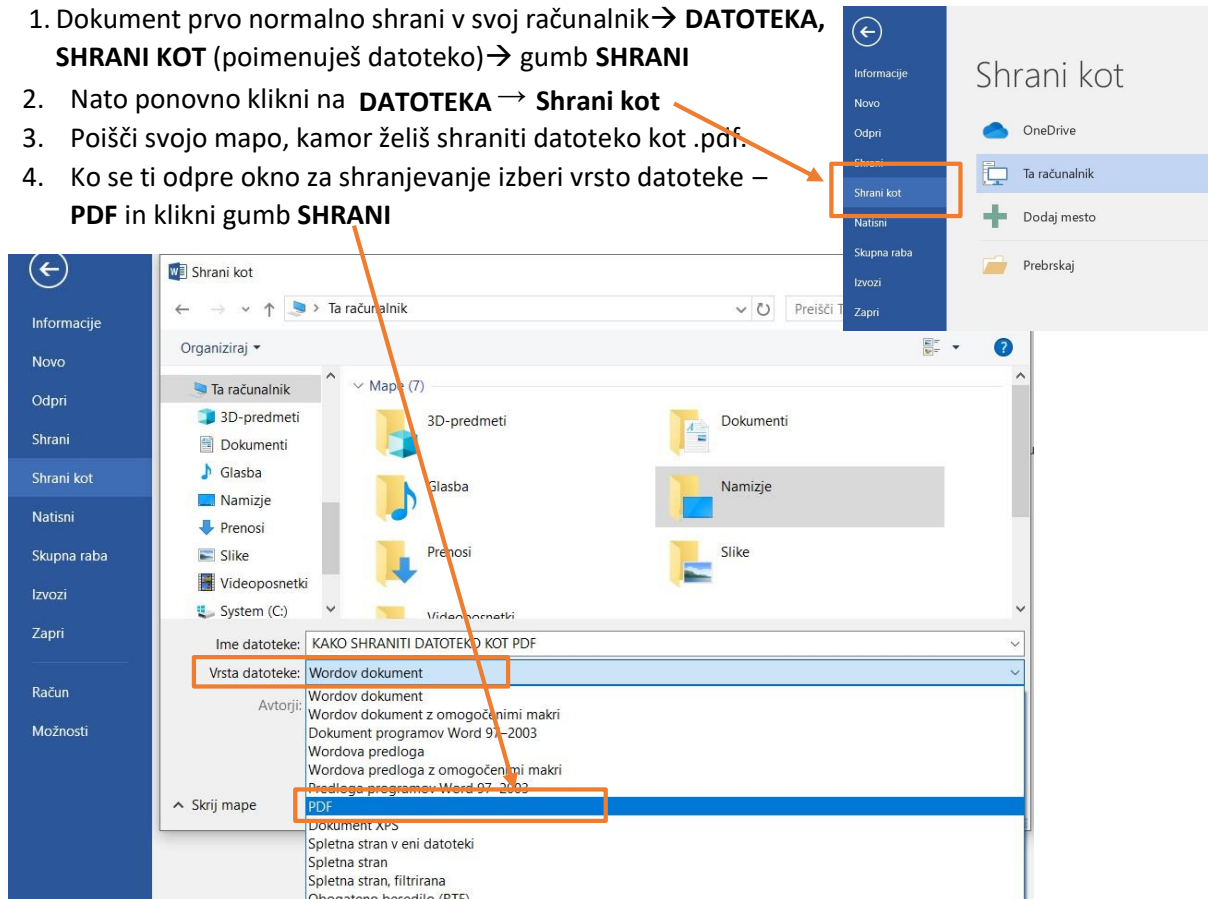 1. Dokument prvo normalno shrani v svoj računalnik→ DATOTEKA,
SHRANI KOT (poimenuješ datoteko)→ gumb SHRANI
2. Nato ponovno klikni na DATOTEKA → Shrani kot
3. Poišči svojo mapo, kamor želiš shraniti datoteko kot .pdf.
4. Ko se ti odpre okno za shranjevanje izberi vrsto datoteke –
PDF in klikni gumb SHRANI
Informacije
Novo
Odpri
Shrani
Shrani kot
Natisni
Skupna raba
Izvozi
Zapri
Shrani kot
OneDrive
Ta računalnik
Dodaj mesto
Prebrskaj
Informacije
Novo
Odpri
Shrani
Shrani kot
Natisni
Skupna raba
Izvozi
Zapri
Račun
Možnosti
Shrani kot
Ta računalnik
Preišči
Organiziraj
Ta računalnik
3D-predmeti
Dokumenti
Glasba
Namizje
Prenosi
Slike
Videoposnetki
System (C:)
Mape (7)
3D-predmeti
Dokumenti
Glasba
Namizje
Prenosi
Slike
Videoposnetki
Ime datoteke: KAKO SHRANITI DATOTEKO KOT PDF
Vrsta datoteke: Wordov dokument
Avtorji:
Wordov dokument
Wordov dokument z omogočenimi makri
Dokument programov Word 97–2003
Wordova predloga
Wordova predloga z omogočenimi makri
Predloga programov Word 97–2003
PDF
Dokument XPS
Spletna stran v eni datoteki
Spletna stran
Spletna stran, filtrirana
Obogateno besedilo (RTF)
Skrij mape